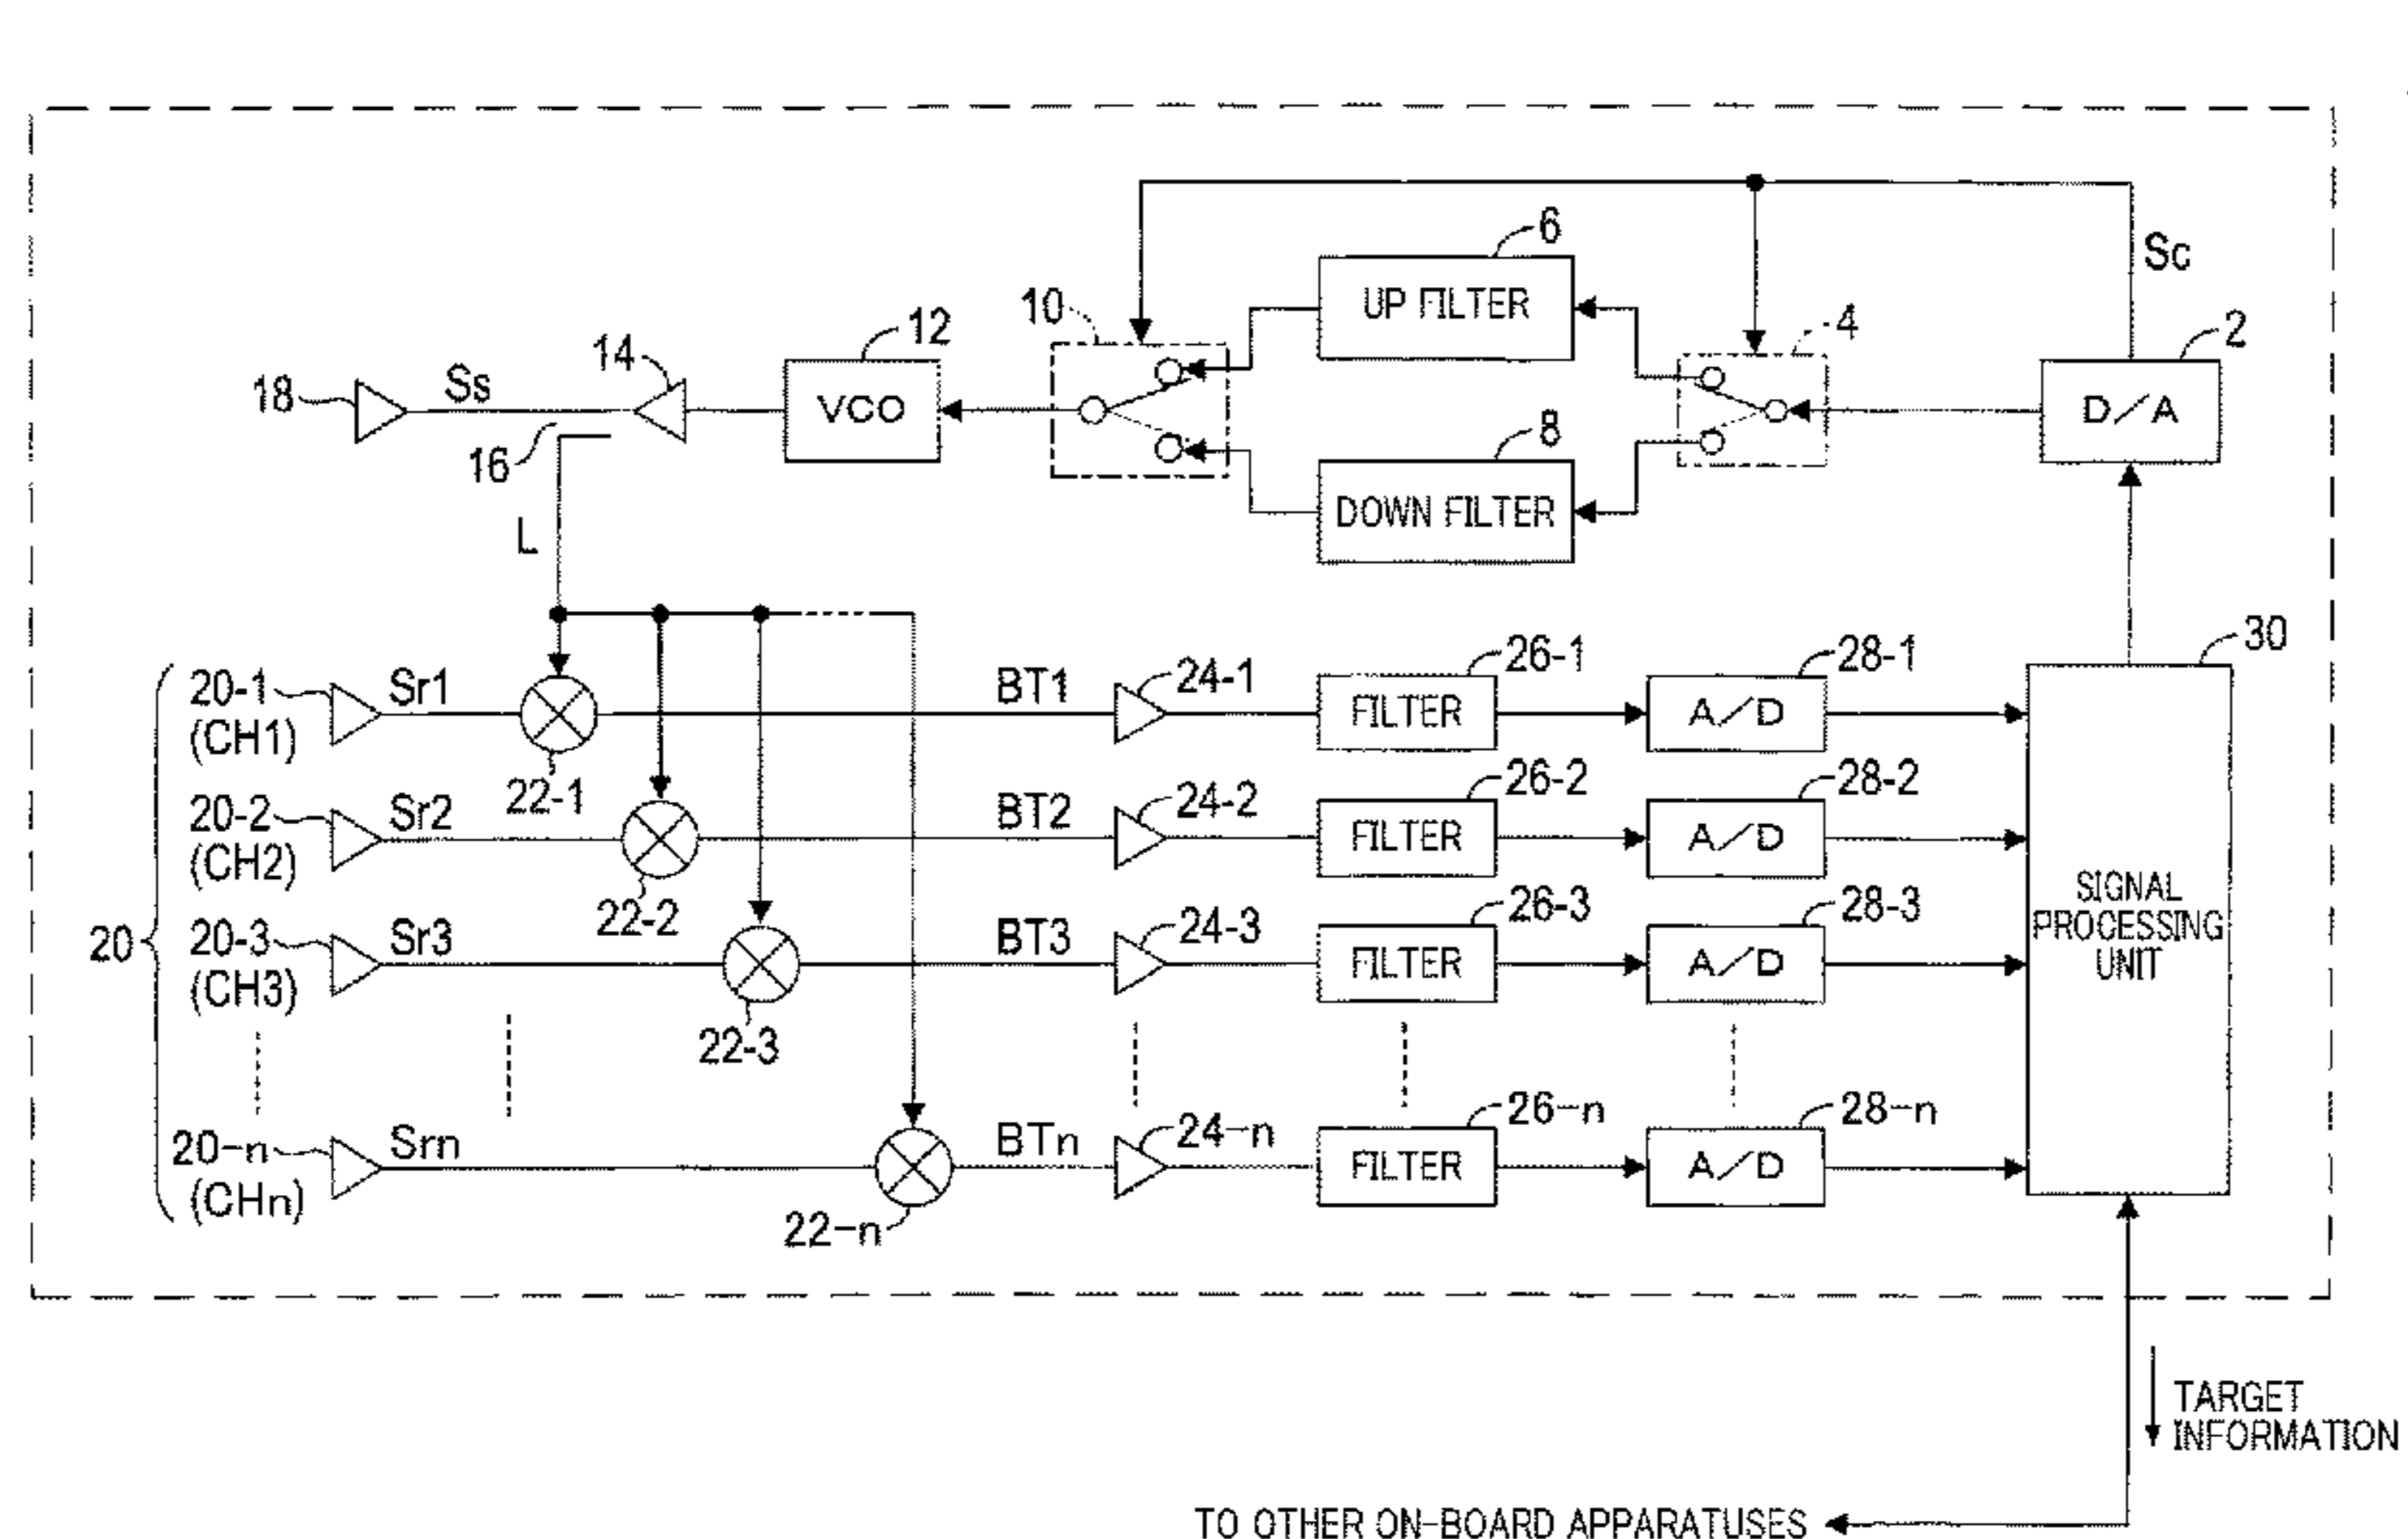 Sc
6
UP FILTER
10
12
4
2
14
18
Ss
VCO
D/A
16
8
DOWN FILTER
L
30
20-1
(CH1)
Sr1
22-1
BT1
24-1
26-1
FILTER
28-1
A/D
20-2
(CH2)
Sr2
22-2
BT2
24-2
26-2
FILTER
28-2
A/D
20
20-3
(CH3)
Sr3
22-3
BT3
24-3
26-3
FILTER
28-3
A/D
SIGNAL
PROCESSING
UNIT
20-n
(CHn)
Srn
22-n
BTn
24-n
26-n
FILTER
28-n
A/D
TARGET
INFORMATION
TO OTHER ON-BOARD APPARATUSES